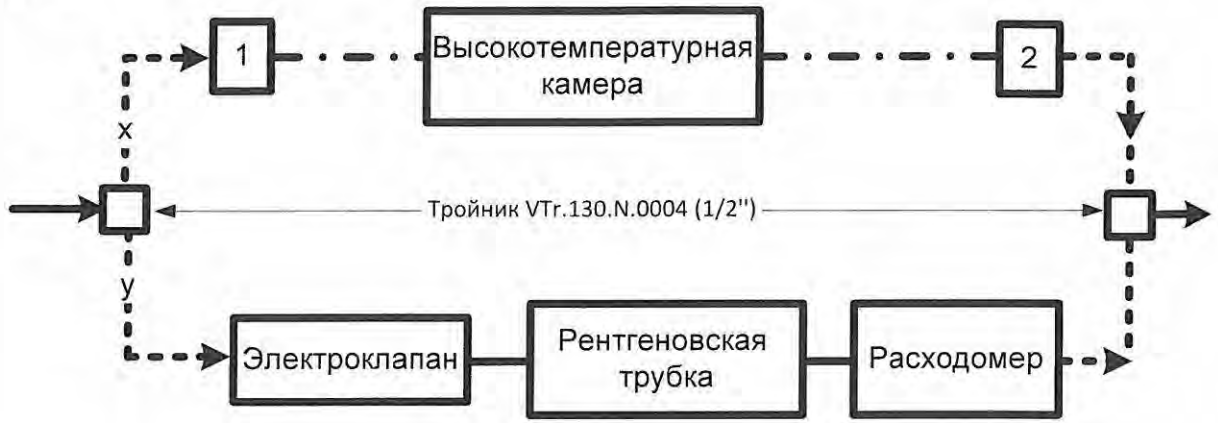 1
Высокотемпературная
камера
2
x
Тройник VTr.130.N.0004 (1/2'')
y
Электроклапан
Рентгеновская
трубка
Расходомер